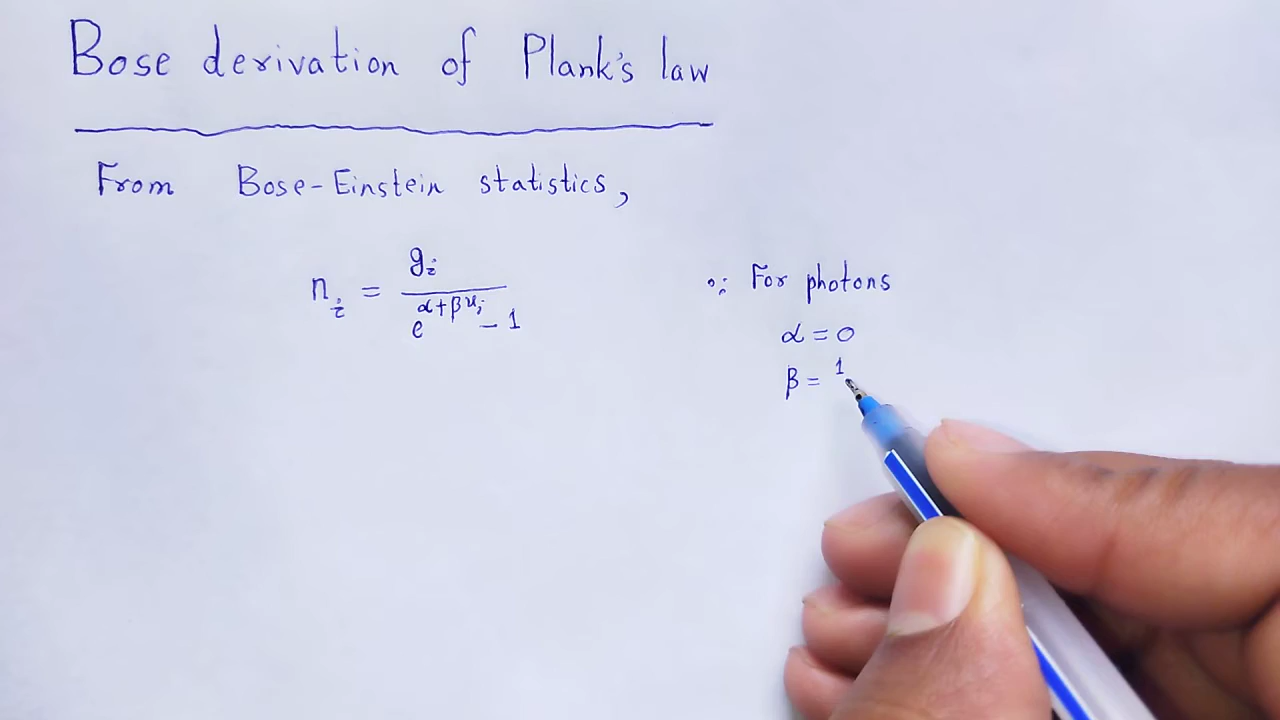 Bose derivation of Plank's law
From Bose-Einstein statistics,
nᵢ = gᵢ / (e^(α+βuᵢ) - 1)
∵ For photons
α = 0
β = 1